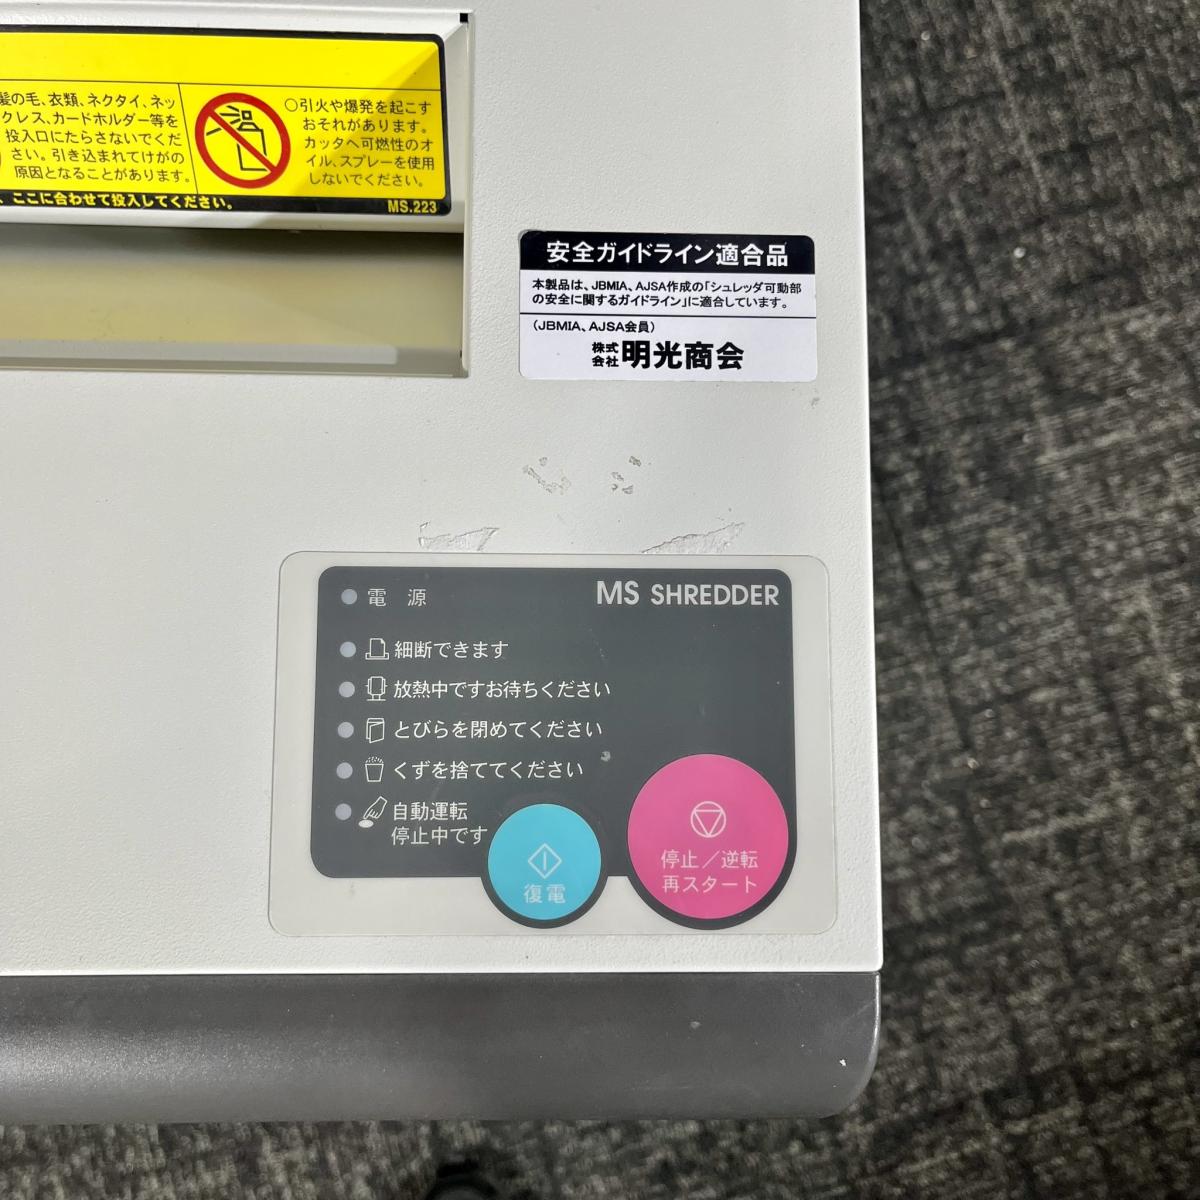 髪の毛、衣類、ネクタイ、ネッ
クレス、カードホルダー等を
投入口にたらさないでくだ
さい。引き込まれてけがの
原因となることがあります。
○引火や爆発を起こす
おそれがあります。
カッタへ可燃性のオ
イル、スプレーを使用
しないでください。
、ここに合わせて投入してください。
MS.223
安全ガイドライン適合品
本製品は、JBMIA、AJSA作成の「シュレッダ可動部
の安全に関するガイドライン」に適合しています。
(JBMIA、AJSA会員)
株式会社 明光商会
電 源
MS SHREDDER
細断できます
放熱中ですお待ちください
とびらを閉めてください
くずを捨ててください
自動運転
停止中です
復電
停止/逆転
再スタート